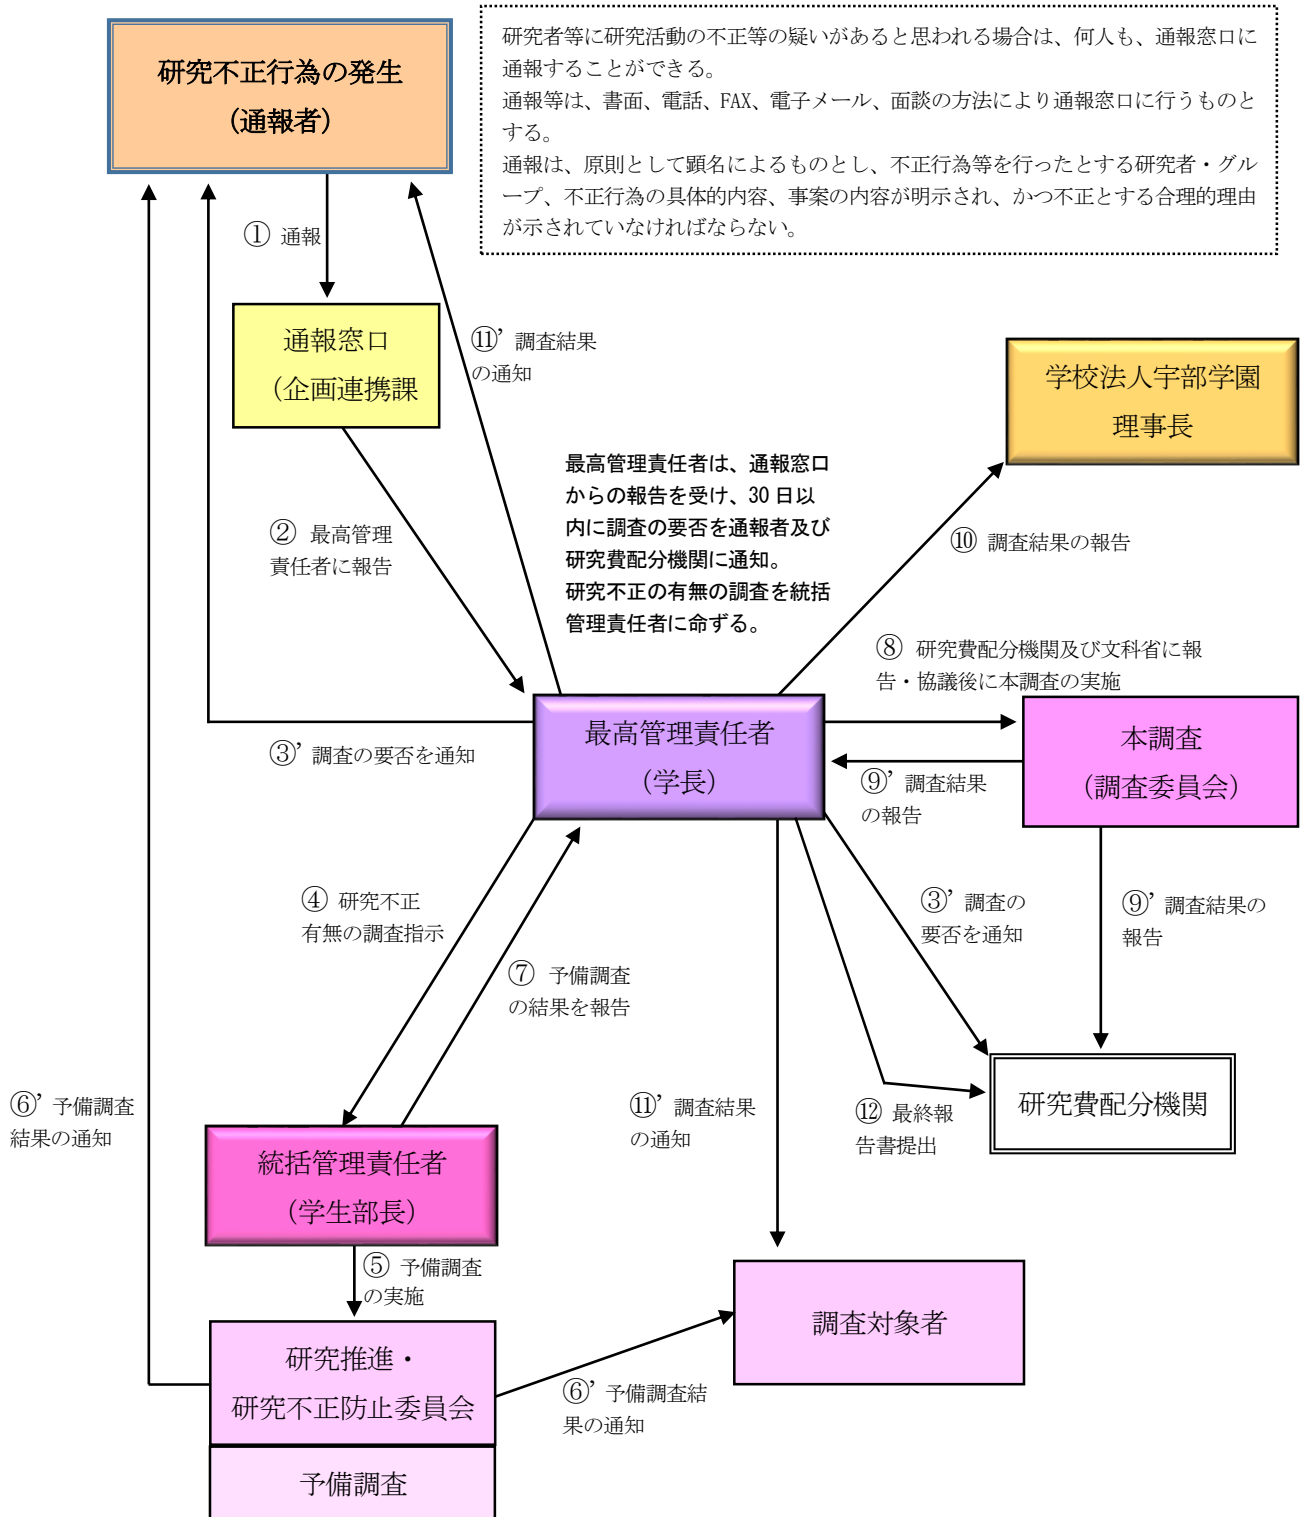 研究不正行為の発生
（通報者）
研究者等に研究活動の不正等の疑いがあると思われる場合は、何人も、通報窓口に
通報することができる。
通報等は、書面、電話、FAX、電子メール、面談の方法により通報窓口に行うものと
する。
通報は、原則として顕名によるものとし、不正行為等を行ったとする研究者・グル
ープ、不正行為の具体的内容、事案の内容が明示され、かつ不正とする合理的理由
が示されていなければならない。
① 通報
通報窓口
（企画連携課
⑪’ 調査結果
の通知
学校法人宇部学園
理事長
最高管理責任者は、通報窓口
からの報告を受け、30 日以
内に調査の要否を通報者及び
研究費配分機関に通知。
研究不正の有無の調査を統括
管理責任者に命ずる。
② 最高管理
責任者に報告
⑩ 調査結果の報告
⑧ 研究費配分機関及び文科省に報
告・協議後に本調査の実施
最高管理責任者
（学長）
③’ 調査の要否を通知
本調査
（調査委員会）
⑨’ 調査結果
の報告
④ 研究不正
有無の調査指示
③’ 調査の
要否を通知
⑨’ 調査結果の
報告
⑦ 予備調査
の結果を報告
⑥’ 予備調査
結果の通知
⑪’ 調査結果
の通知
⑫ 最終報
告書提出
研究費配分機関
統括管理責任者
（学生部長）
⑤ 予備調査
の実施
研究推進・
研究不正防止委員会
調査対象者
⑥’ 予備調査結
果の通知
予備調査